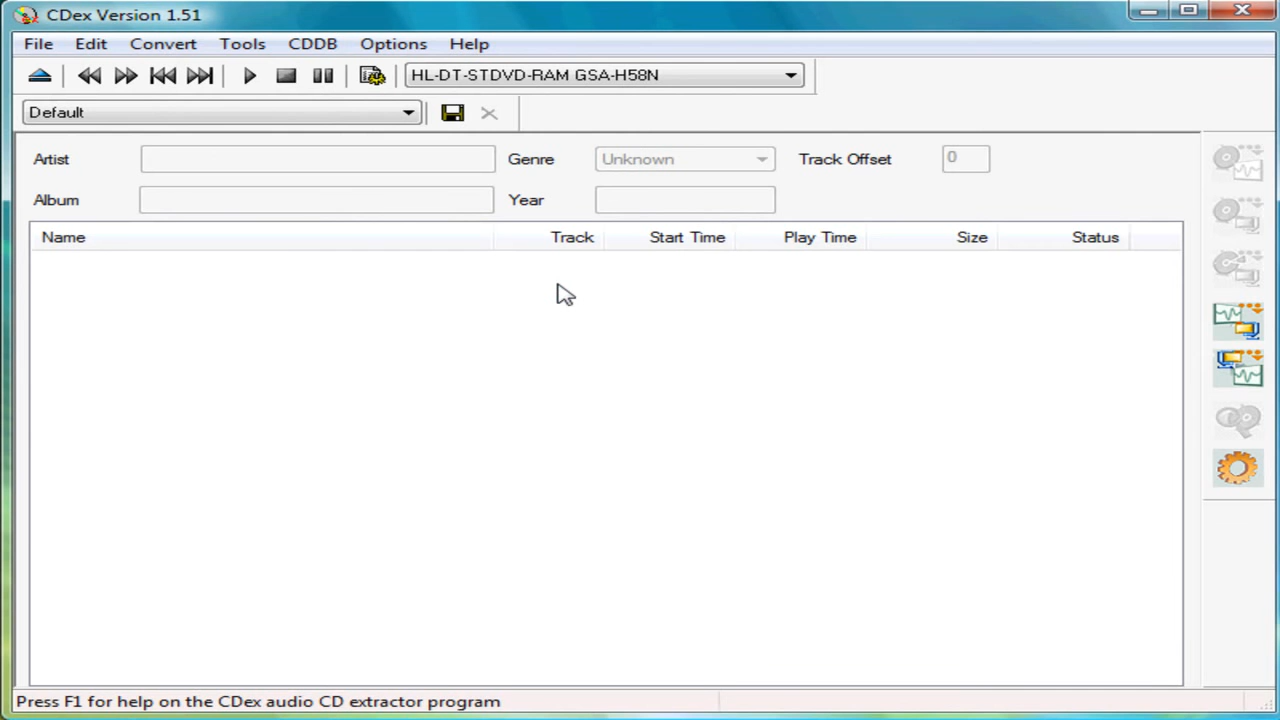 CDex Version 1.51
File Edit Convert Tools CDDB Options Help
HL-DT-STDVD-RAM GSA-H58N
Default
Artist Genre Unknown Track Offset 0
Album Year
Name Track Start Time Play Time Size Status
Press F1 for help on the CDex audio CD extractor program